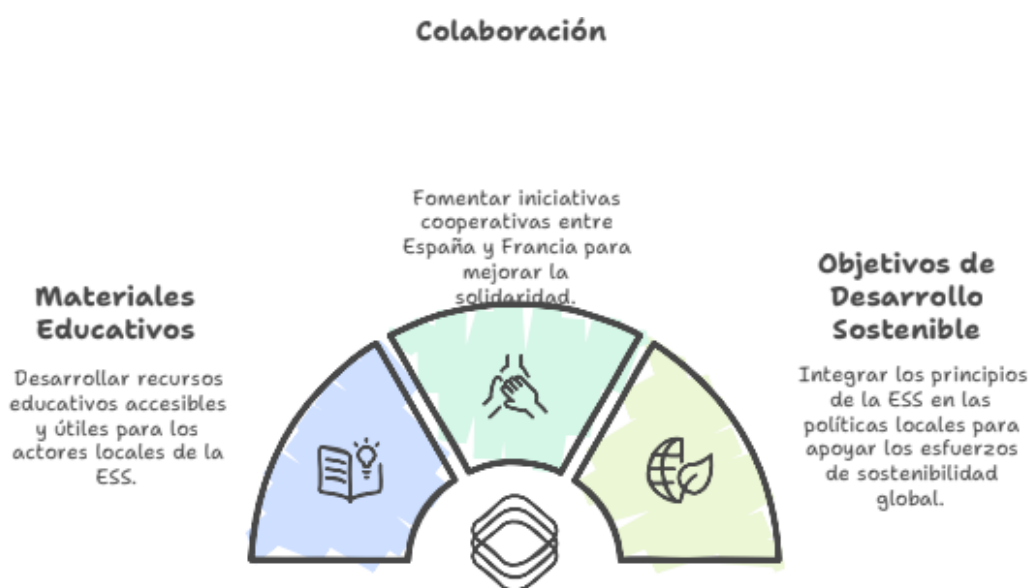 Colaboración
Fomentar iniciativas
cooperativas entre
España y Francia para
mejorar la
solidaridad.
Materiales
Educativos
Desarrollar recursos
educativos accesibles
y útiles para los
actores locales de la
ESS.
Objetivos de
Desarrollo
Sostenible
Integrar los principios
de la ESS en las
políticas locales para
apoyar los esfuerzos
de sostenibilidad
global.